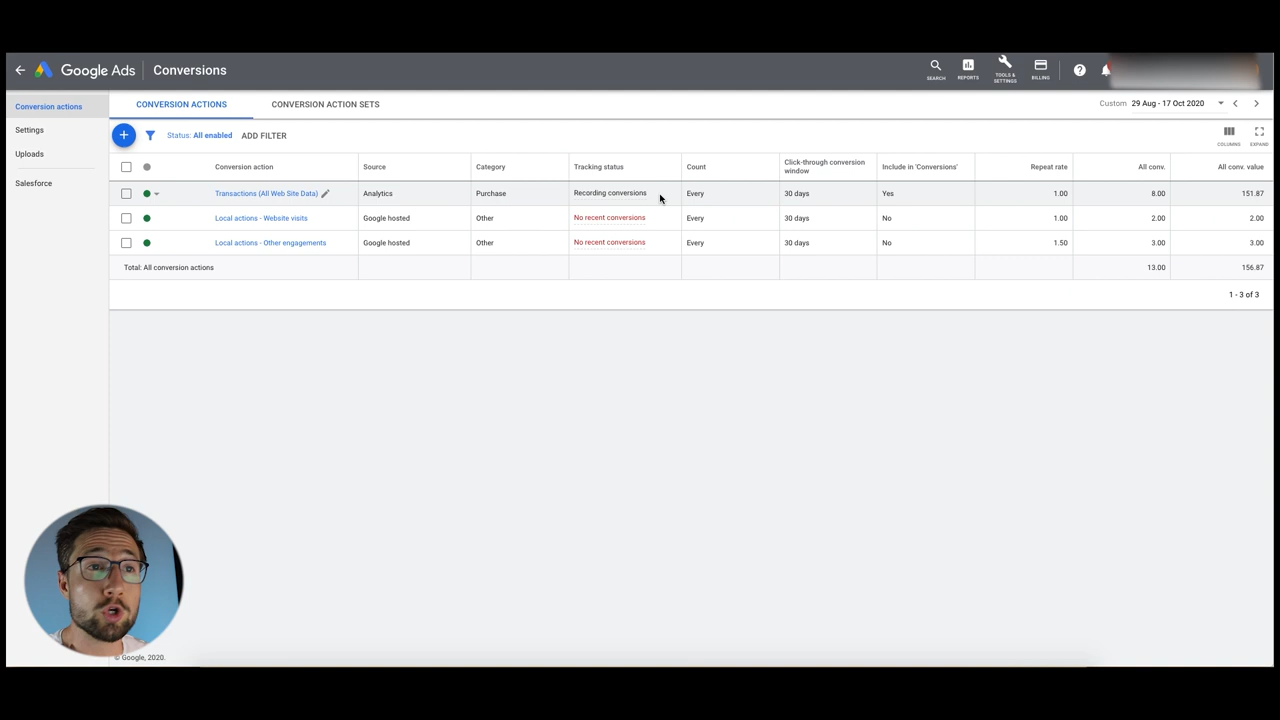 Google Ads
Conversions
SEARCH
REPORTS
TOOLS &
SETTINGS
BILLING
Conversion actions
Settings
Uploads
Salesforce
CONVERSION ACTIONS
CONVERSION ACTION SETS
Custom 29 Aug - 17 Oct 2020
Status: All enabled
ADD FILTER
COLUMNS
EXPAND
Conversion action Source Category Tracking status Count Click-through conversion window Include in 'Conversions' Repeat rate All conv. All conv. value
Transactions (All Web Site Data) Analytics Purchase Recording conversions Every 30 days Yes 1.00 8.00 151.87
Local actions - Website visits Google hosted Other No recent conversions Every 30 days No 1.00 2.00 2.00
Local actions - Other engagements Google hosted Other No recent conversions Every 30 days No 1.50 3.00 3.00
Total: All conversion actions 13.00 156.87
1 - 3 of 3
© Google, 2020.